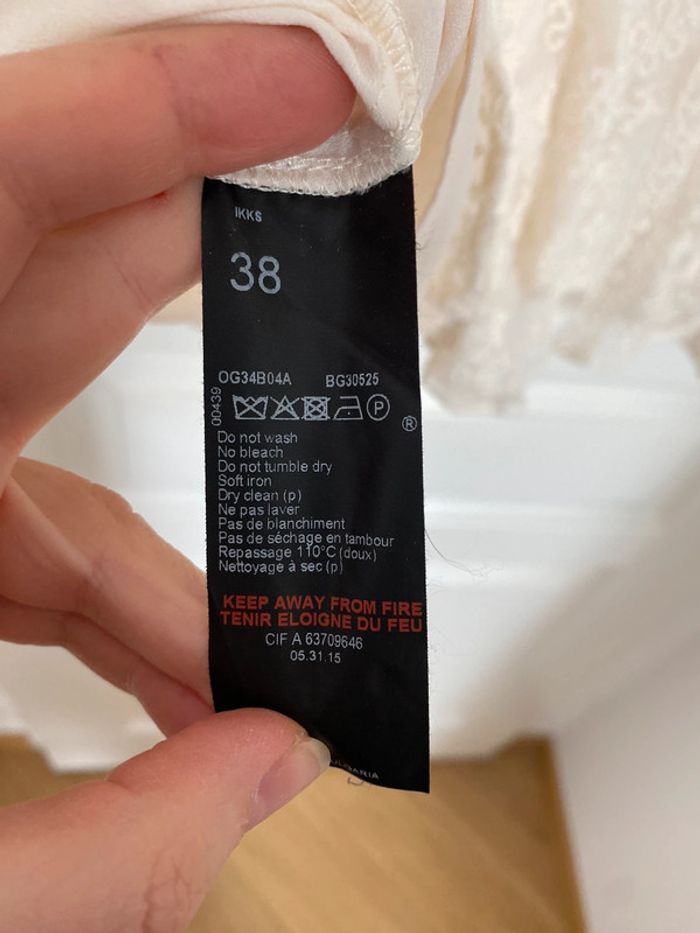 IKKS
38
OG34B04A BG30525
00439
®
Do not wash
No bleach
Do not tumble dry
Soft iron
Dry clean (p)
Ne pas laver
Pas de blanchiment
Pas de séchage en tambour
Repassage 110°C (doux)
Nettoyage à sec (p)
KEEP AWAY FROM FIRE
TENIR ELOIGNE DU FEU
CIF A 63709646
05.31.15